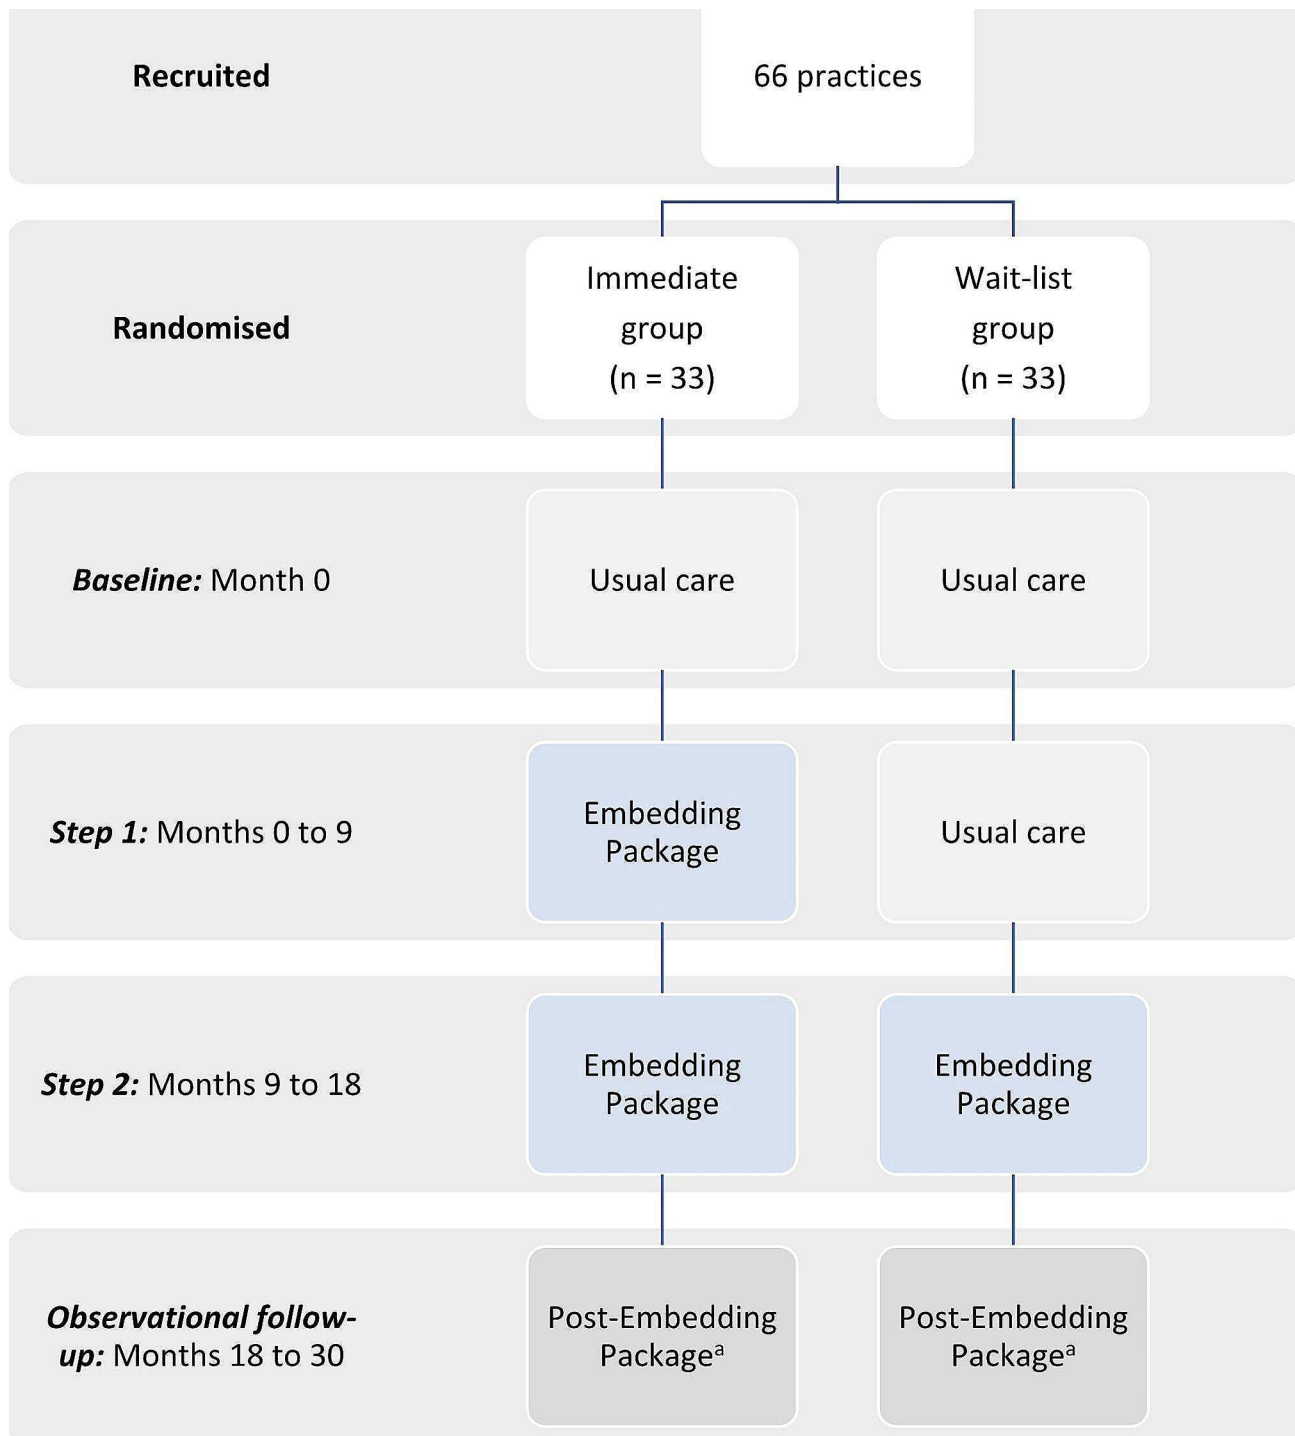 Recruited
66 practices
Randomised
Immediate
group
(n = 33)
Wait-list
group
(n = 33)
Baseline: Month 0
Usual care
Usual care
Step 1: Months 0 to 9
Embedding
Package
Usual care
Step 2: Months 9 to 18
Embedding
Package
Embedding
Package
Observational follow-
up: Months 18 to 30
Post-Embedding
Packageᵃ
Post-Embedding
Packageᵃ